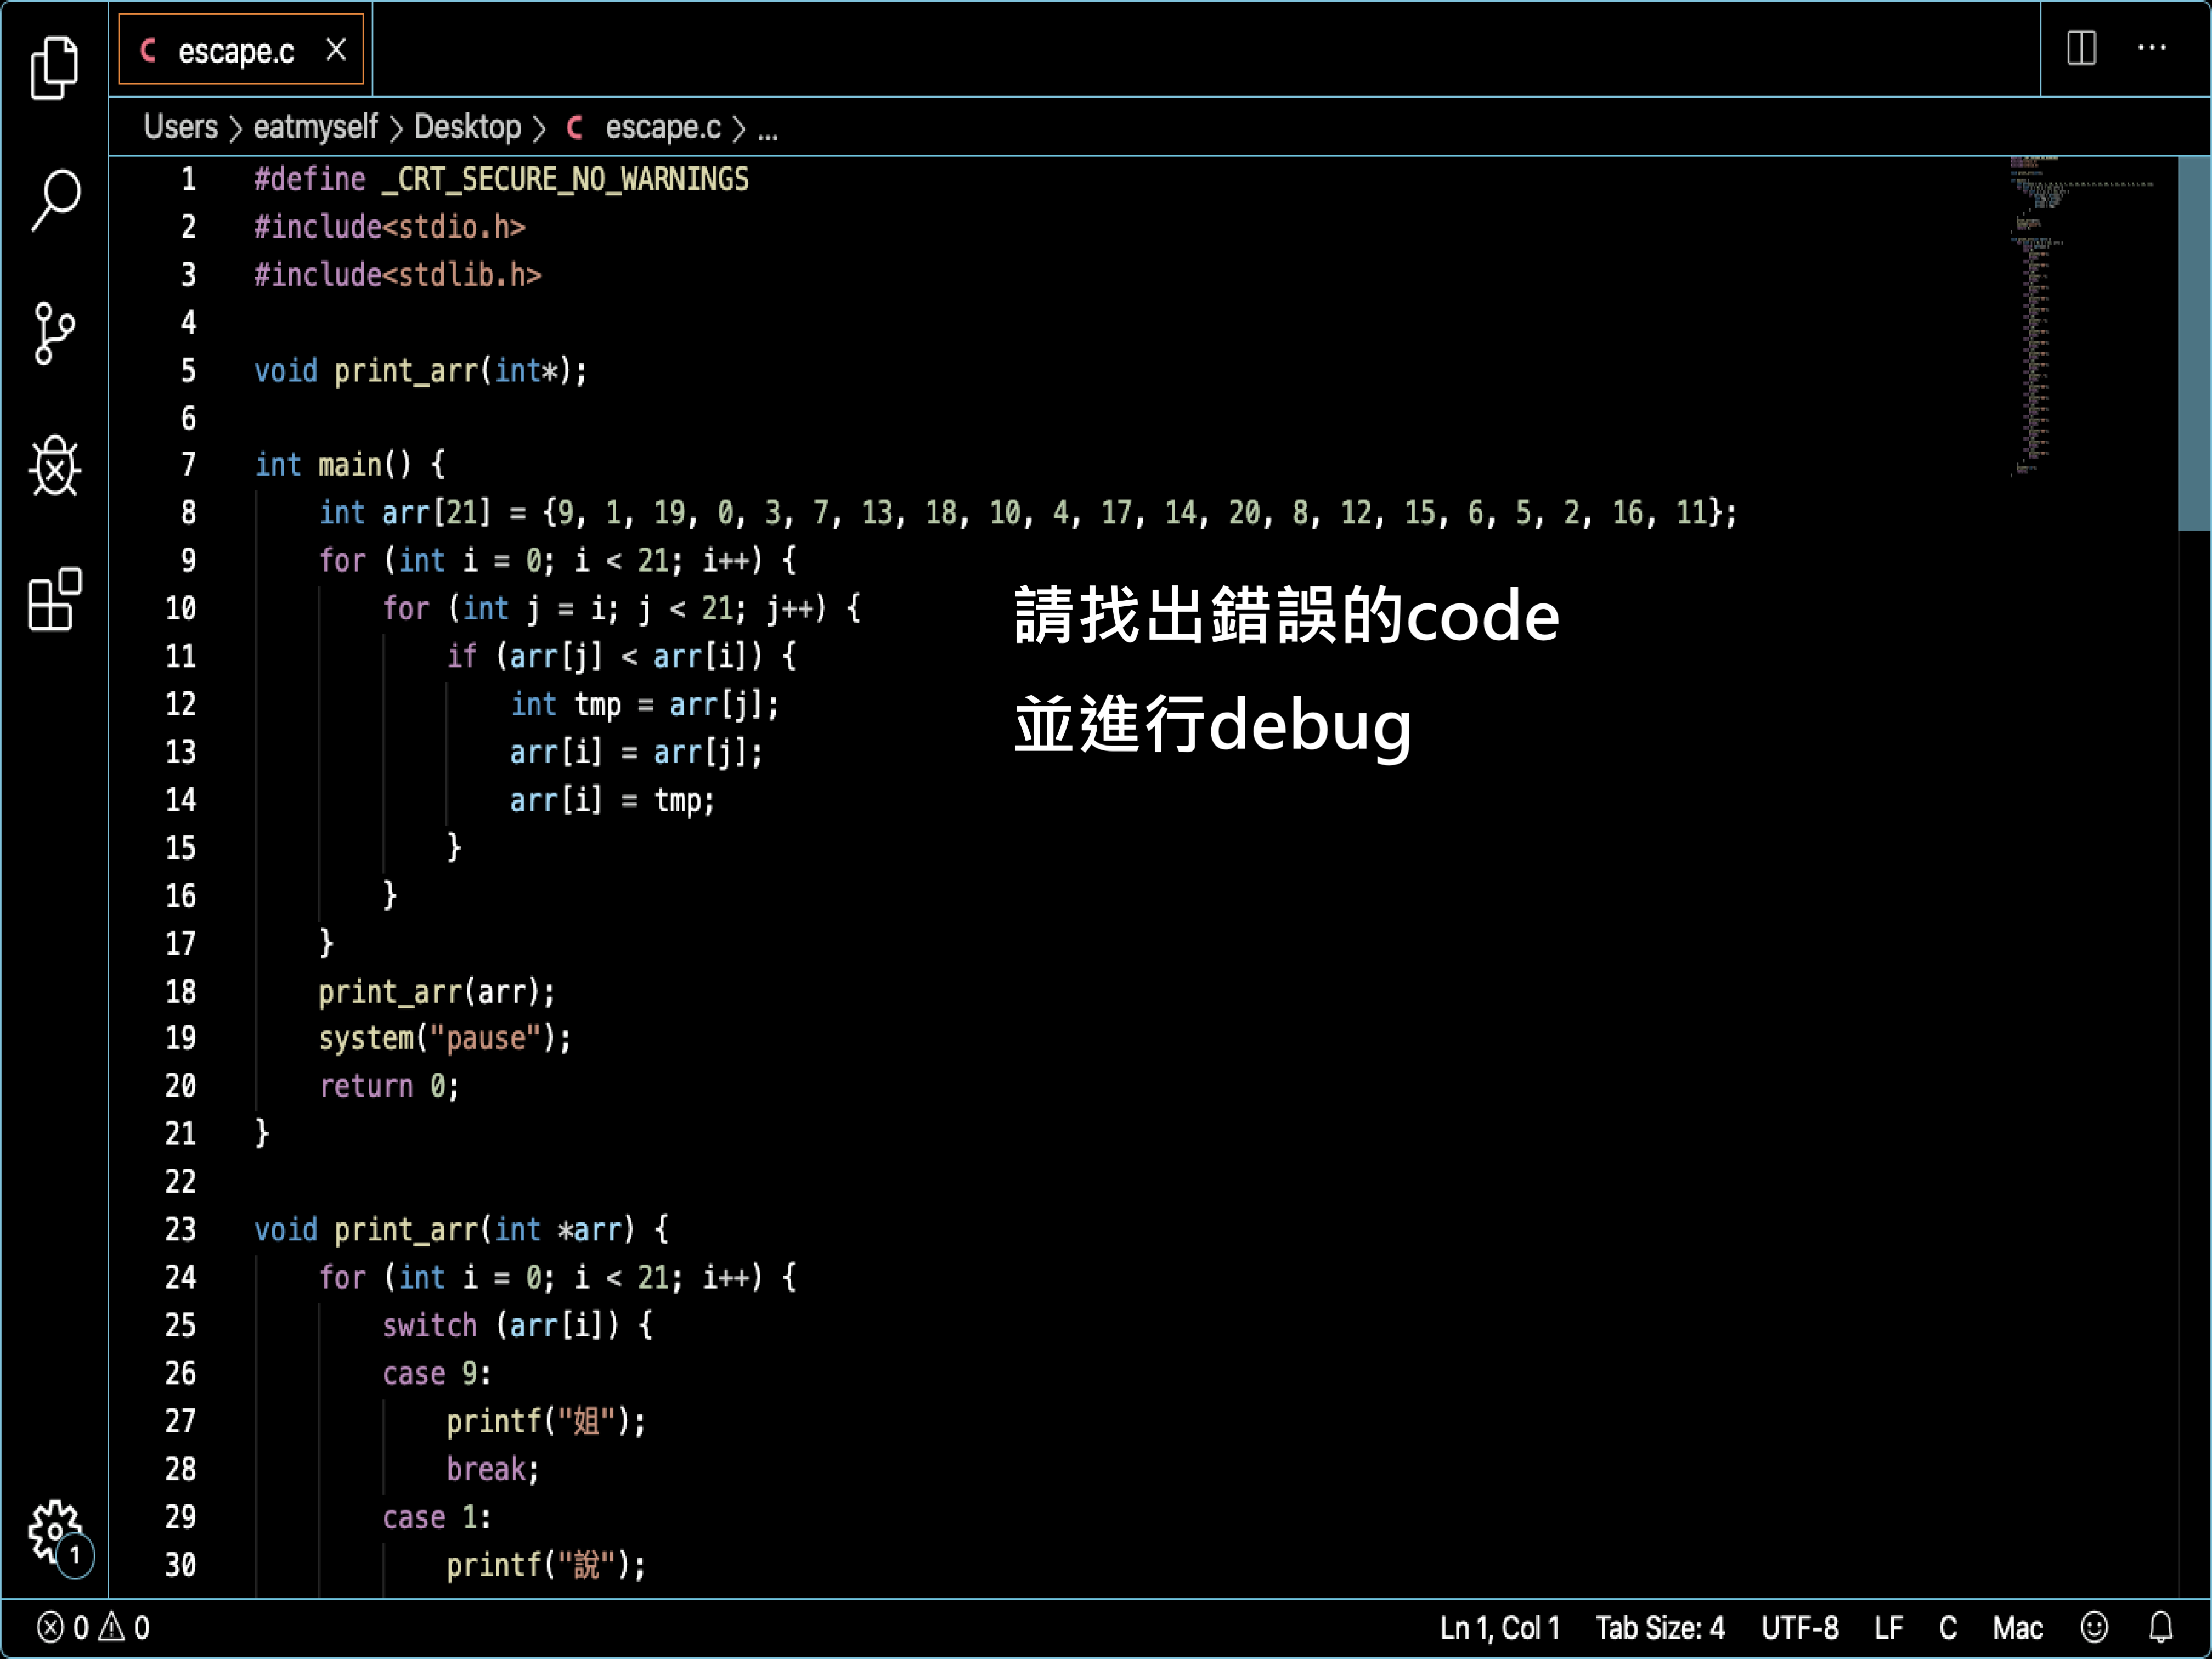 escape.c
Users > eatmyself > Desktop > C escape.c > ...
1 #define _CRT_SECURE_NO_WARNINGS
2 #include<stdio.h>
3 #include<stdlib.h>
4
5 void print_arr(int*);
6
7 int main() {
8 int arr[21] = {9, 1, 19, 0, 3, 7, 13, 18, 10, 4, 17, 14, 20, 8, 12, 15, 6, 5, 2, 16, 11};
9 for (int i = 0; i < 21; i++) {
10 for (int j = i; j < 21; j++) {
11 if (arr[j] < arr[i]) {
12 int tmp = arr[j];
13 arr[i] = arr[j];
14 arr[i] = tmp;
15 }
16 }
17 }
18 print_arr(arr);
19 system("pause");
20 return 0;
21 }
22
23 void print_arr(int *arr) {
24 for (int i = 0; i < 21; i++) {
25 switch (arr[i]) {
26 case 9:
27 printf("姐");
28 break;
29 case 1:
30 printf("說");
請找出錯誤的code
並進行debug
1
0 0
Ln 1, Col 1 Tab Size: 4 UTF-8 LF C Mac